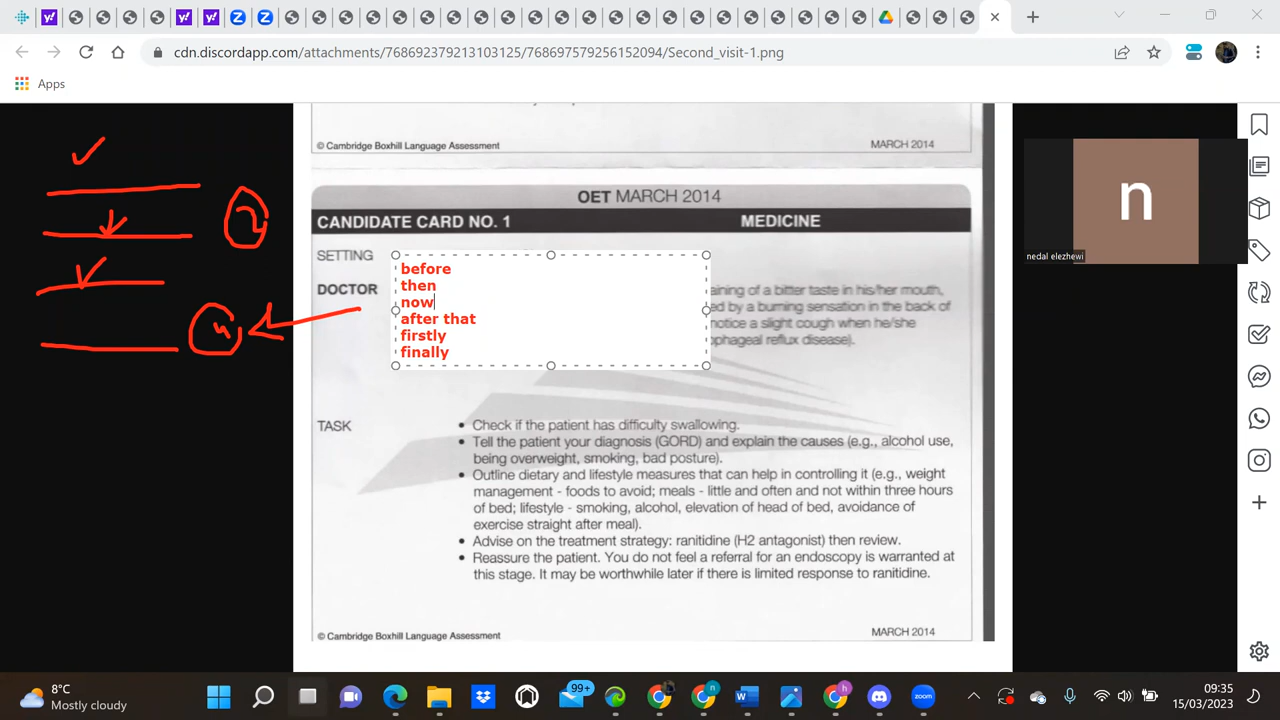 cdn.discordapp.com/attachments/768692379213103125/768697579256152094/Second_visit-1.png
Apps
© Cambridge Boxhill Language Assessment
MARCH 2014
OET MARCH 2014
CANDIDATE CARD NO. 1
MEDICINE
SETTING
DOCTOR
before
then
now
after that
firstly
finally
aining of a bitter taste in his/her mouth,
ed by a burning sensation in the back of
notice a slight cough when he/she
ophageal reflux disease).
TASK
• Check if the patient has difficulty swallowing.
• Tell the patient your diagnosis (GORD) and explain the causes (e.g., alcohol use,
being overweight, smoking, bad posture).
• Outline dietary and lifestyle measures that can help in controlling it (e.g., weight
management - foods to avoid; meals - little and often and not within three hours
of bed; lifestyle - smoking, alcohol, elevation of head of bed, avoidance of
exercise straight after meal).
• Advise on the treatment strategy: ranitidine (H2 antagonist) then review.
• Reassure the patient. You do not feel a referral for an endoscopy is warranted at
this stage. It may be worthwhile later if there is limited response to ranitidine.
© Cambridge Boxhill Language Assessment
MARCH 2014
n
nedal elezhewi
8°C
Mostly cloudy
99+
09:35
15/03/2023